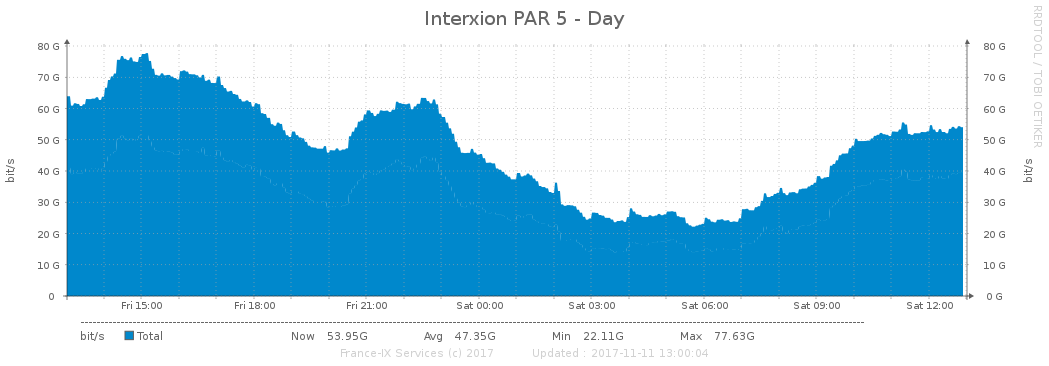 Interxion PAR 5 - Day
RRDTOOL / TOBI OETIKER
bit/s
80 G 80 G
70 G 70 G
60 G 60 G
50 G 50 G
40 G 40 G
30 G 30 G
20 G 20 G
10 G 10 G
0 0 G
bit/s
Fri 15:00 Fri 18:00 Fri 21:00 Sat 00:00 Sat 03:00 Sat 06:00 Sat 09:00 Sat 12:00
bit/s Total Now 53.95G Avg 47.35G Min 22.11G Max 77.63G
France-IX Services (c) 2017 Updated : 2017-11-11 13:00:04